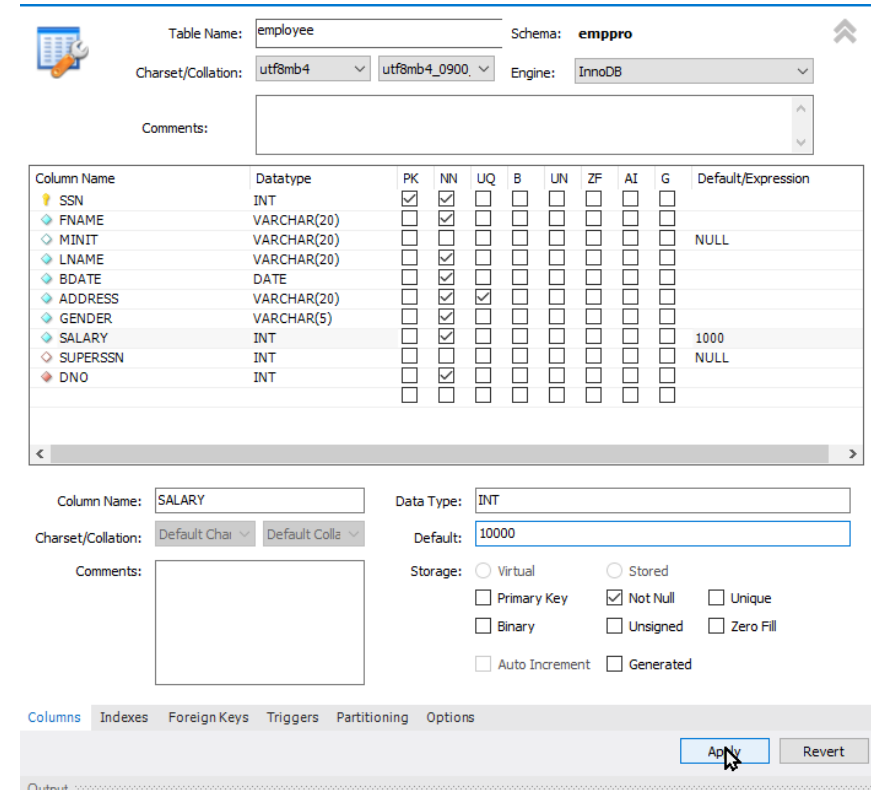 Table Name: employee Schema: emppro
Charset/Collation: utf8mb4 utf8mb4_0900_ Engine: InnoDB
Comments:
Column Name Datatype PK NN UQ B UN ZF AI G Default/Expression
SSN INT
FNAME VARCHAR(20)
MINIT VARCHAR(20) NULL
LNAME VARCHAR(20)
BDATE DATE
ADDRESS VARCHAR(20)
GENDER VARCHAR(5)
SALARY INT 1000
SUPERSSN INT NULL
DNO INT
Column Name: SALARY Data Type: INT
Charset/Collation: Default Char Default Colla Default: 10000
Comments: Storage: Virtual Stored
Primary Key Not Null Unique
Binary Unsigned Zero Fill
Auto Increment Generated
Columns Indexes Foreign Keys Triggers Partitioning Options
Apply Revert
Output